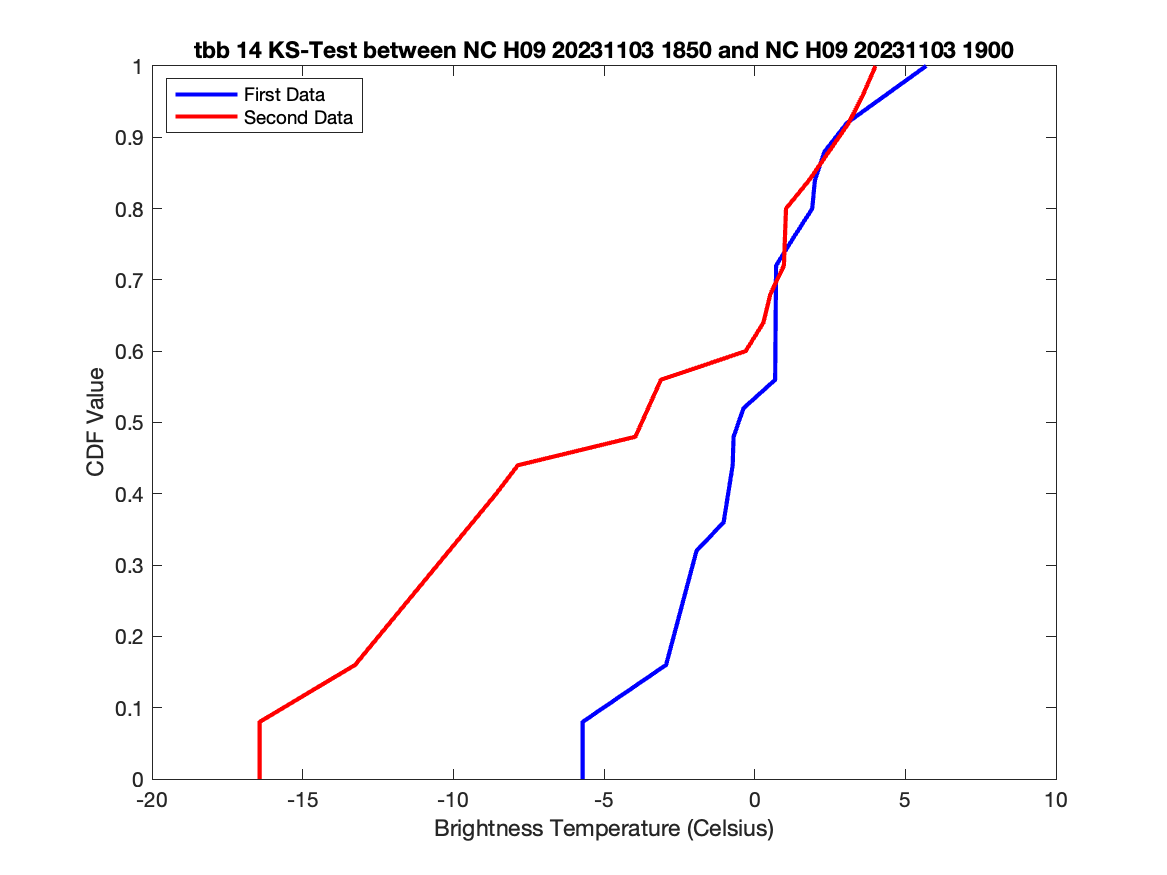 tbb 14 KS-Test between NC H09 20231103 1850 and NC H09 20231103 1900
First Data
Second Data
1
0.9
0.8
0.7
0.6
0.5
0.4
0.3
0.2
0.1
0
CDF Value
-20 -15 -10 -5 0 5 10
Brightness Temperature (Celsius)